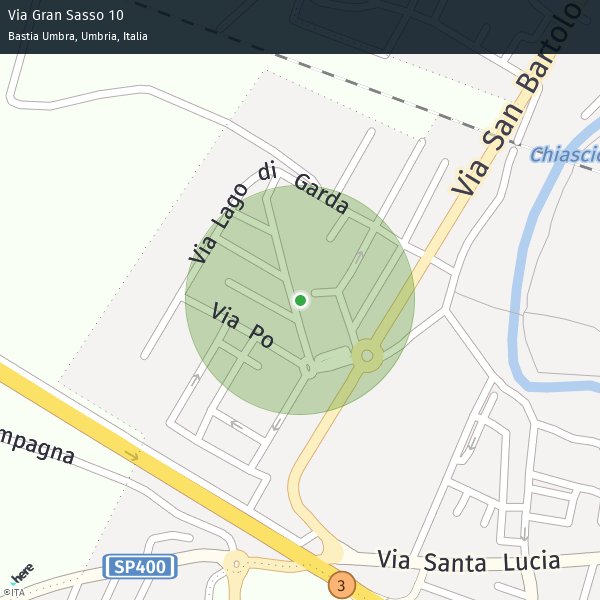 Via Gran Sasso 10
Bastia Umbra, Umbria, Italia
Via San Bartolo
Chiascio
Via Lago di Garda
Via Po
mpagna
SP400
Via Santa Lucia
3
here
©ITA